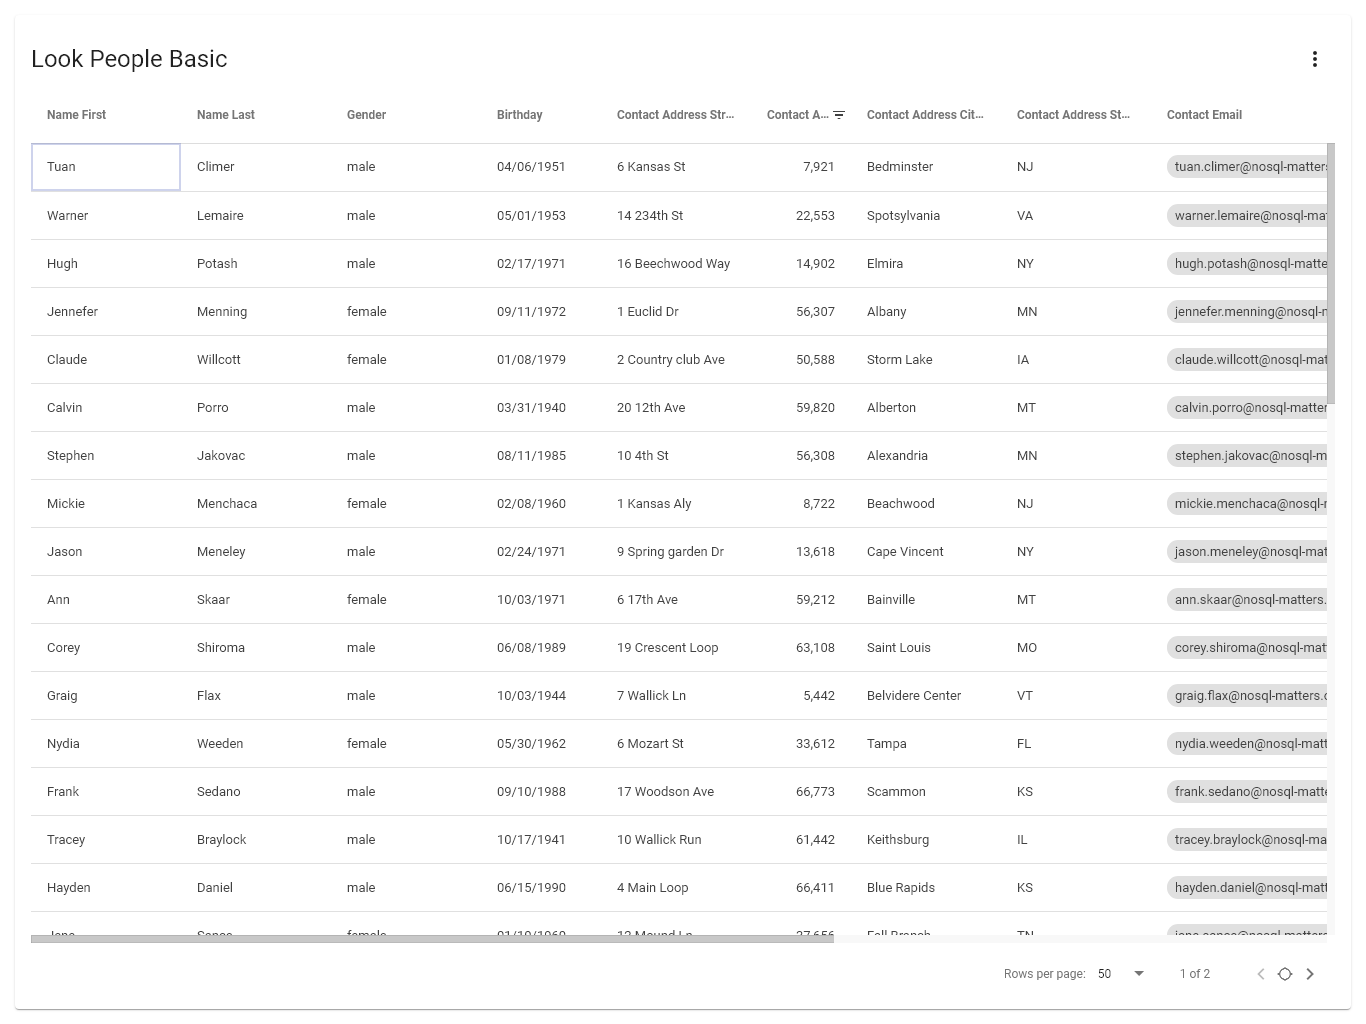 Look People Basic
Name First Name Last Gender Birthday Contact Address Str... Contact A... Contact Address Cit... Contact Address St... Contact Email
Tuan Climer male 04/06/1951 6 Kansas St 7,921 Bedminster NJ tuan.climer@nosql-matters
Warner Lemaire male 05/01/1953 14 234th St 22,553 Spotsylvania VA warner.lemaire@nosql-mat
Hugh Potash male 02/17/1971 16 Beechwood Way 14,902 Elmira NY hugh.potash@nosql-matte
Jennefer Menning female 09/11/1972 1 Euclid Dr 56,307 Albany MN jennefer.menning@nosql-m
Claude Willcott female 01/08/1979 2 Country club Ave 50,588 Storm Lake IA claude.willcott@nosql-mat
Calvin Porro male 03/31/1940 20 12th Ave 59,820 Alberton MT calvin.porro@nosql-matter
Stephen Jakovac male 08/11/1985 10 4th St 56,308 Alexandria MN stephen.jakovac@nosql-m
Mickie Menchaca female 02/08/1960 1 Kansas Aly 8,722 Beachwood NJ mickie.menchaca@nosql-
Jason Meneley male 02/24/1971 9 Spring garden Dr 13,618 Cape Vincent NY jason.meneley@nosql-mat
Ann Skaar female 10/03/1971 6 17th Ave 59,212 Bainville MT ann.skaar@nosql-matters.
Corey Shiroma male 06/08/1989 19 Crescent Loop 63,108 Saint Louis MO corey.shiroma@nosql-mat
Graig Flax male 10/03/1944 7 Wallick Ln 5,442 Belvidere Center VT graig.flax@nosql-matters.c
Nydia Weeden female 05/30/1962 6 Mozart St 33,612 Tampa FL nydia.weeden@nosql-matt
Frank Sedano male 09/10/1988 17 Woodson Ave 66,773 Scammon KS frank.sedano@nosql-matte
Tracey Braylock male 10/17/1941 10 Wallick Run 61,442 Keithsburg IL tracey.braylock@nosql-ma
Hayden Daniel male 06/15/1990 4 Main Loop 66,411 Blue Rapids KS hayden.daniel@nosql-matt
female Fall Branch TN
Rows per page: 50 1 of 2